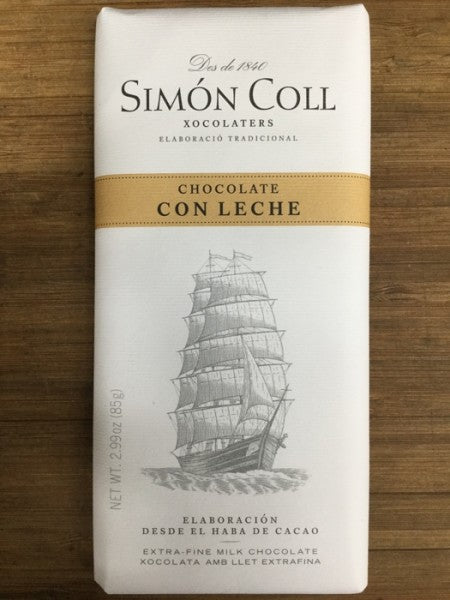 Des de 1840
SIMÓN COLL
XOCOLATERS
ELABORACIÓ TRADICIONAL
CHOCOLATE
CON LECHE
NET WT. 2.99oz (85g)
ELABORACIÓN
DESDE EL HABA DE CACAO
EXTRA-FINE MILK CHOCOLATE
XOCOLATA AMB LLET EXTRAFINA